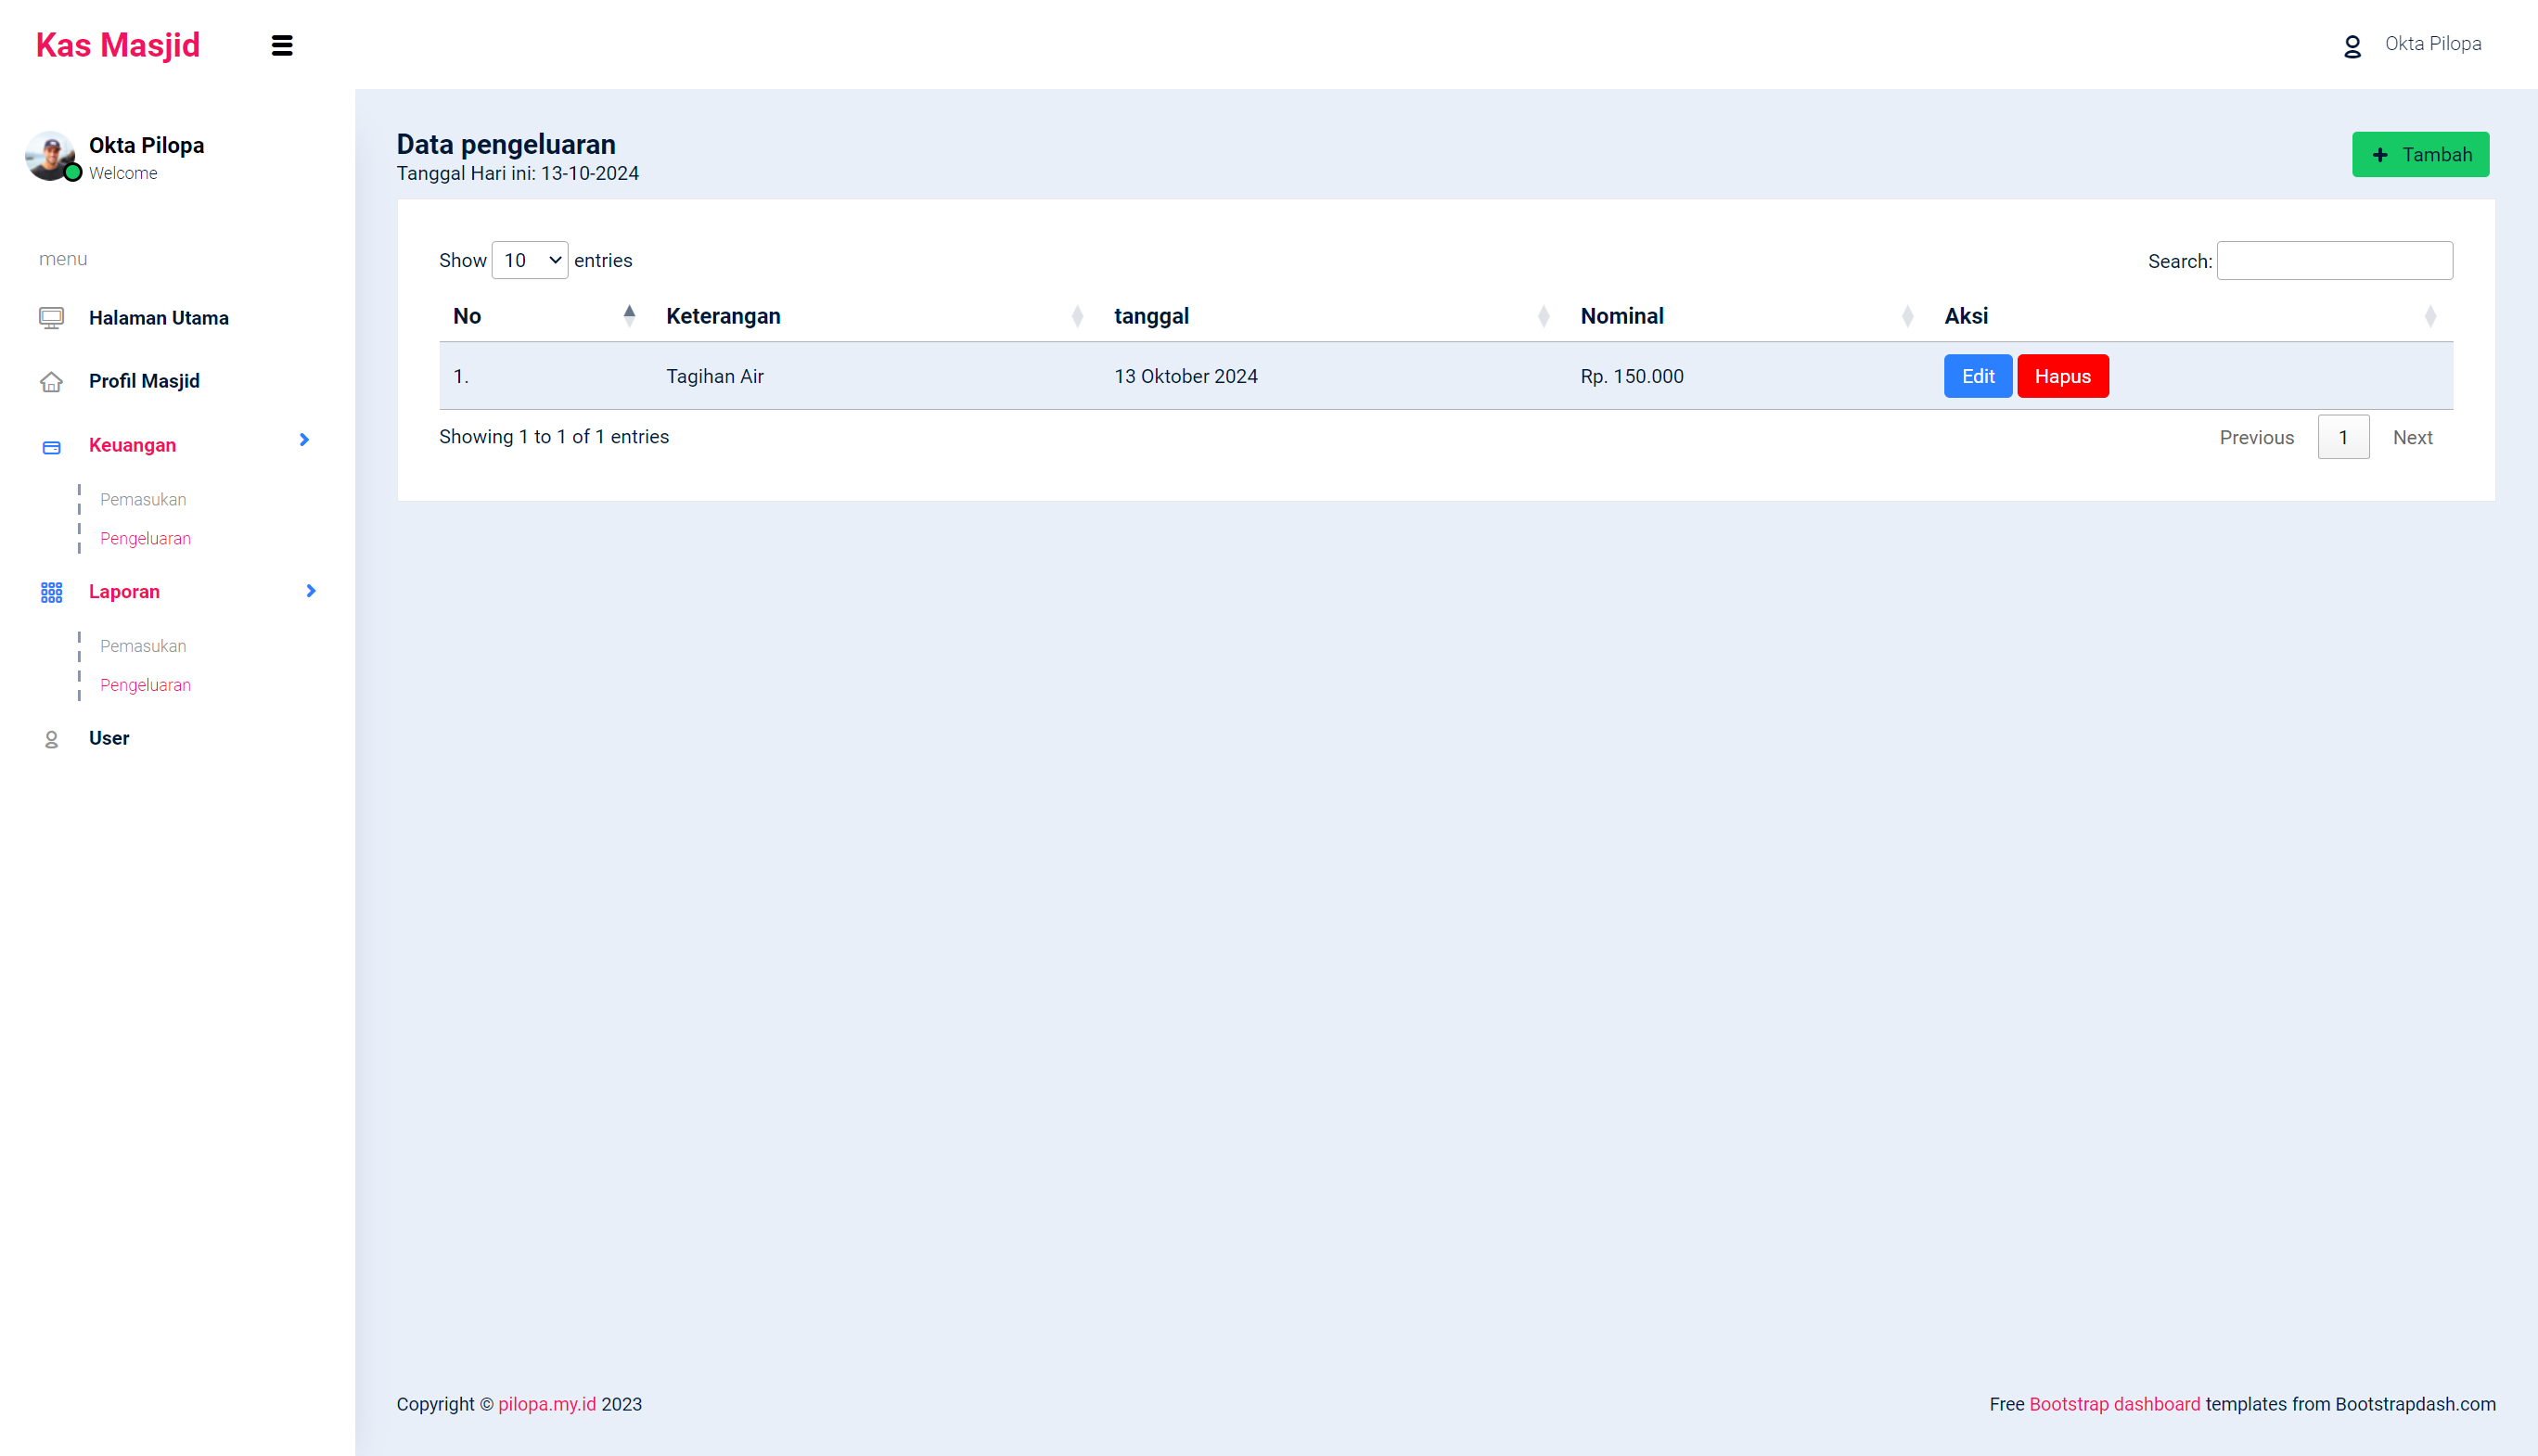 Kas Masjid
Okta Pilopa
Okta Pilopa
Welcome
menu
Halaman Utama
Profil Masjid
Keuangan
Pemasukan
Pengeluaran
Laporan
Pemasukan
Pengeluaran
User
Data pengeluaran
Tanggal Hari ini: 13-10-2024
Tambah
Show 10 entries
Search:
No Keterangan tanggal Nominal Aksi
1. Tagihan Air 13 Oktober 2024 Rp. 150.000 Edit Hapus
Showing 1 to 1 of 1 entries
Previous 1 Next
Copyright © pilopa.my.id 2023
Free Bootstrap dashboard templates from Bootstrapdash.com